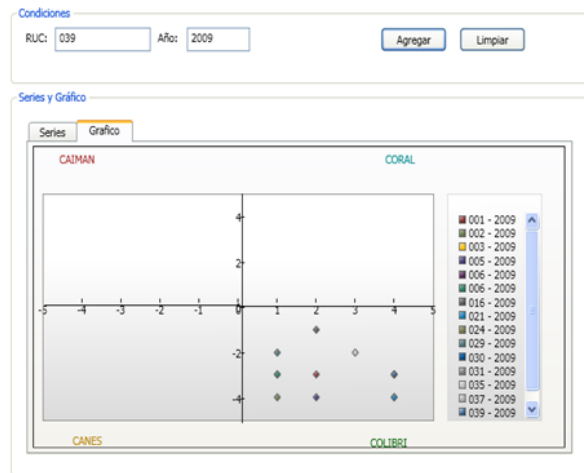 Condiciones
RUC: 039 Año: 2009 Agregar Limpiar
Series y Gráfico
Series Grafico
CAIMAN CORAL
4
2
-5 -4 -3 -2 -1 0 1 2 3 4 5
-2
-4
001 - 2009
002 - 2009
003 - 2009
005 - 2009
006 - 2009
006 - 2009
016 - 2009
021 - 2009
024 - 2009
029 - 2009
030 - 2009
031 - 2009
035 - 2009
037 - 2009
039 - 2009
CANES COLIBRI